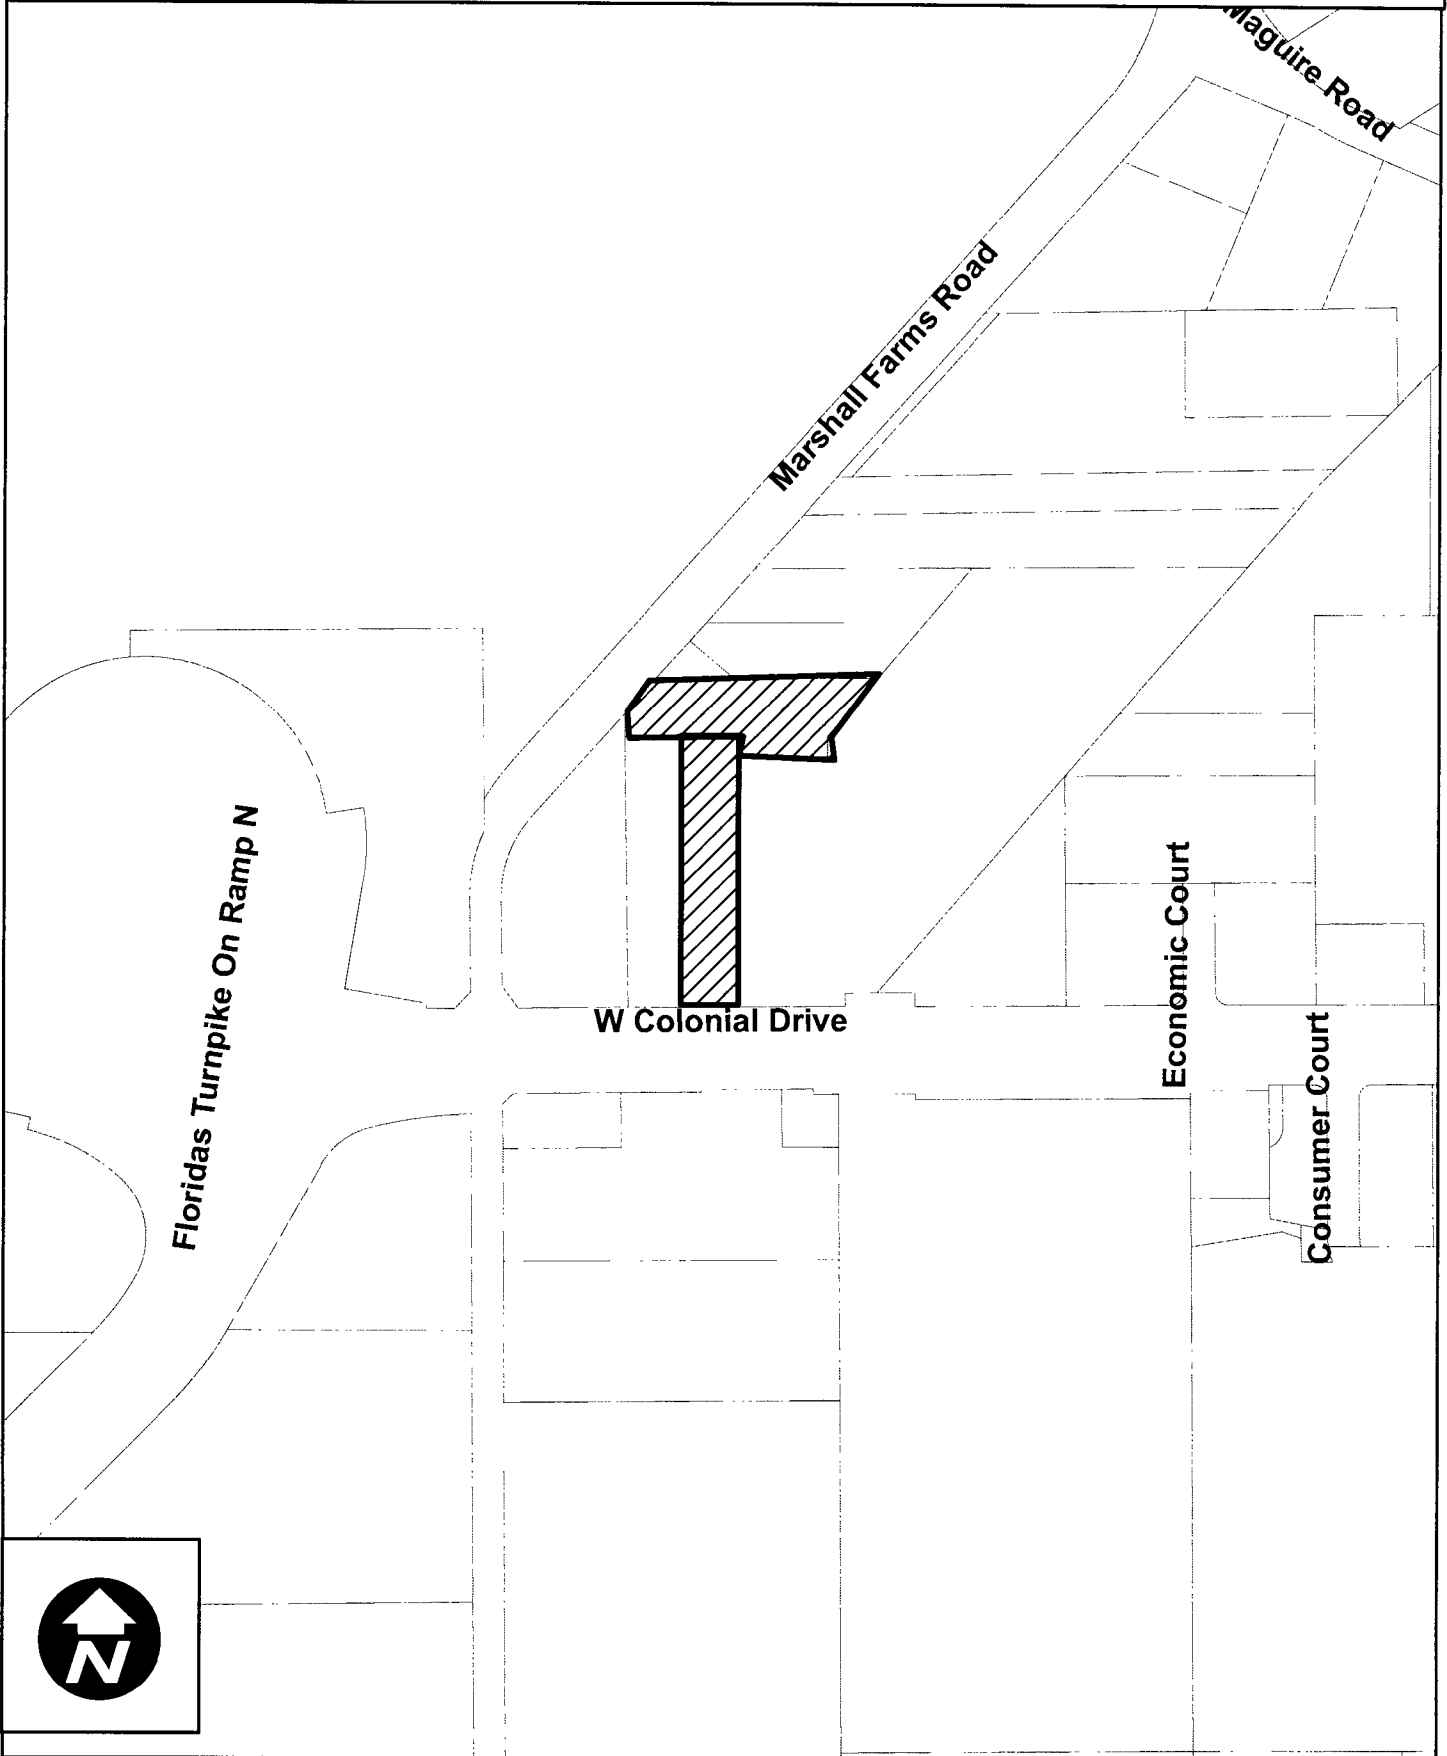 Maguire Road
Marshall Farms Road
Floridas Turnpike On Ramp N
Economic Court
W Colonial Drive
Consumer Court
N